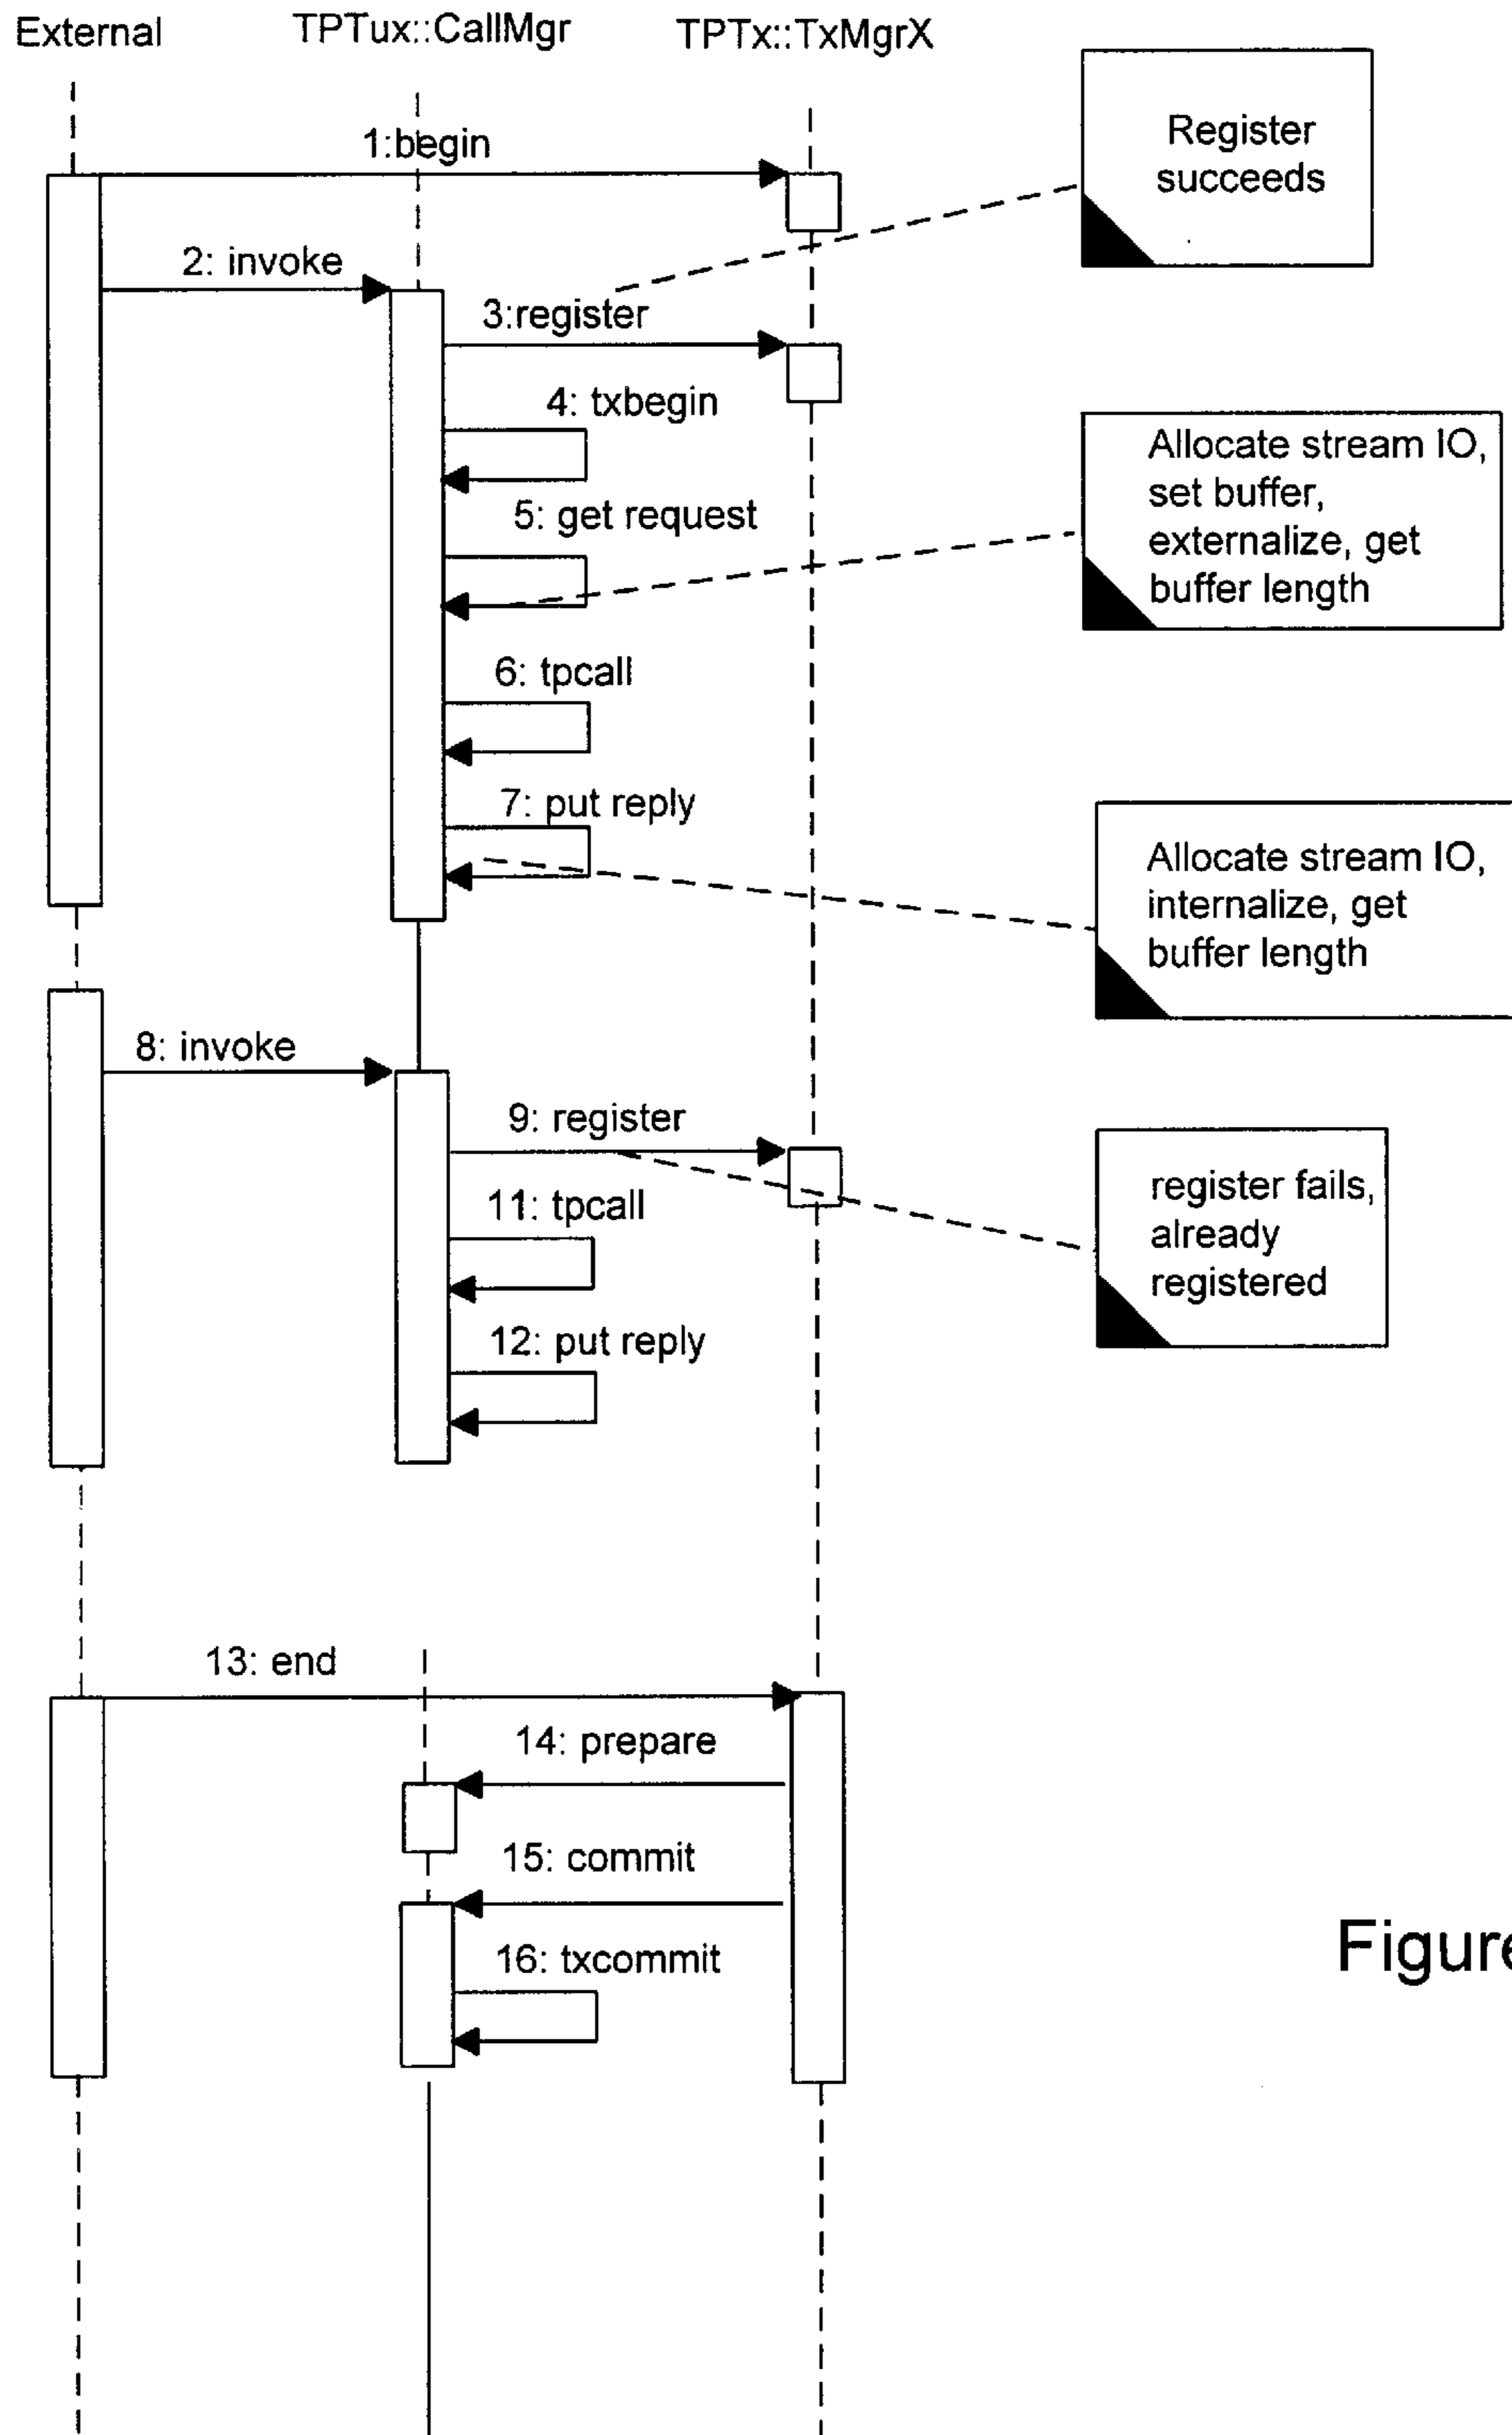 External
TPTux::CallMgr
TPTx::TxMgrX
1:begin
Register
succeeds
2: invoke
3:register
4: txbegin
Allocate stream IO,
set buffer,
externalize, get
buffer length
5: get request
6: tpcall
7: put reply
Allocate stream IO,
internalize, get
buffer length
8: invoke
9: register
register fails,
already
registered
11: tpcall
12: put reply
13: end
14: prepare
15: commit
16: txcommit
Figure